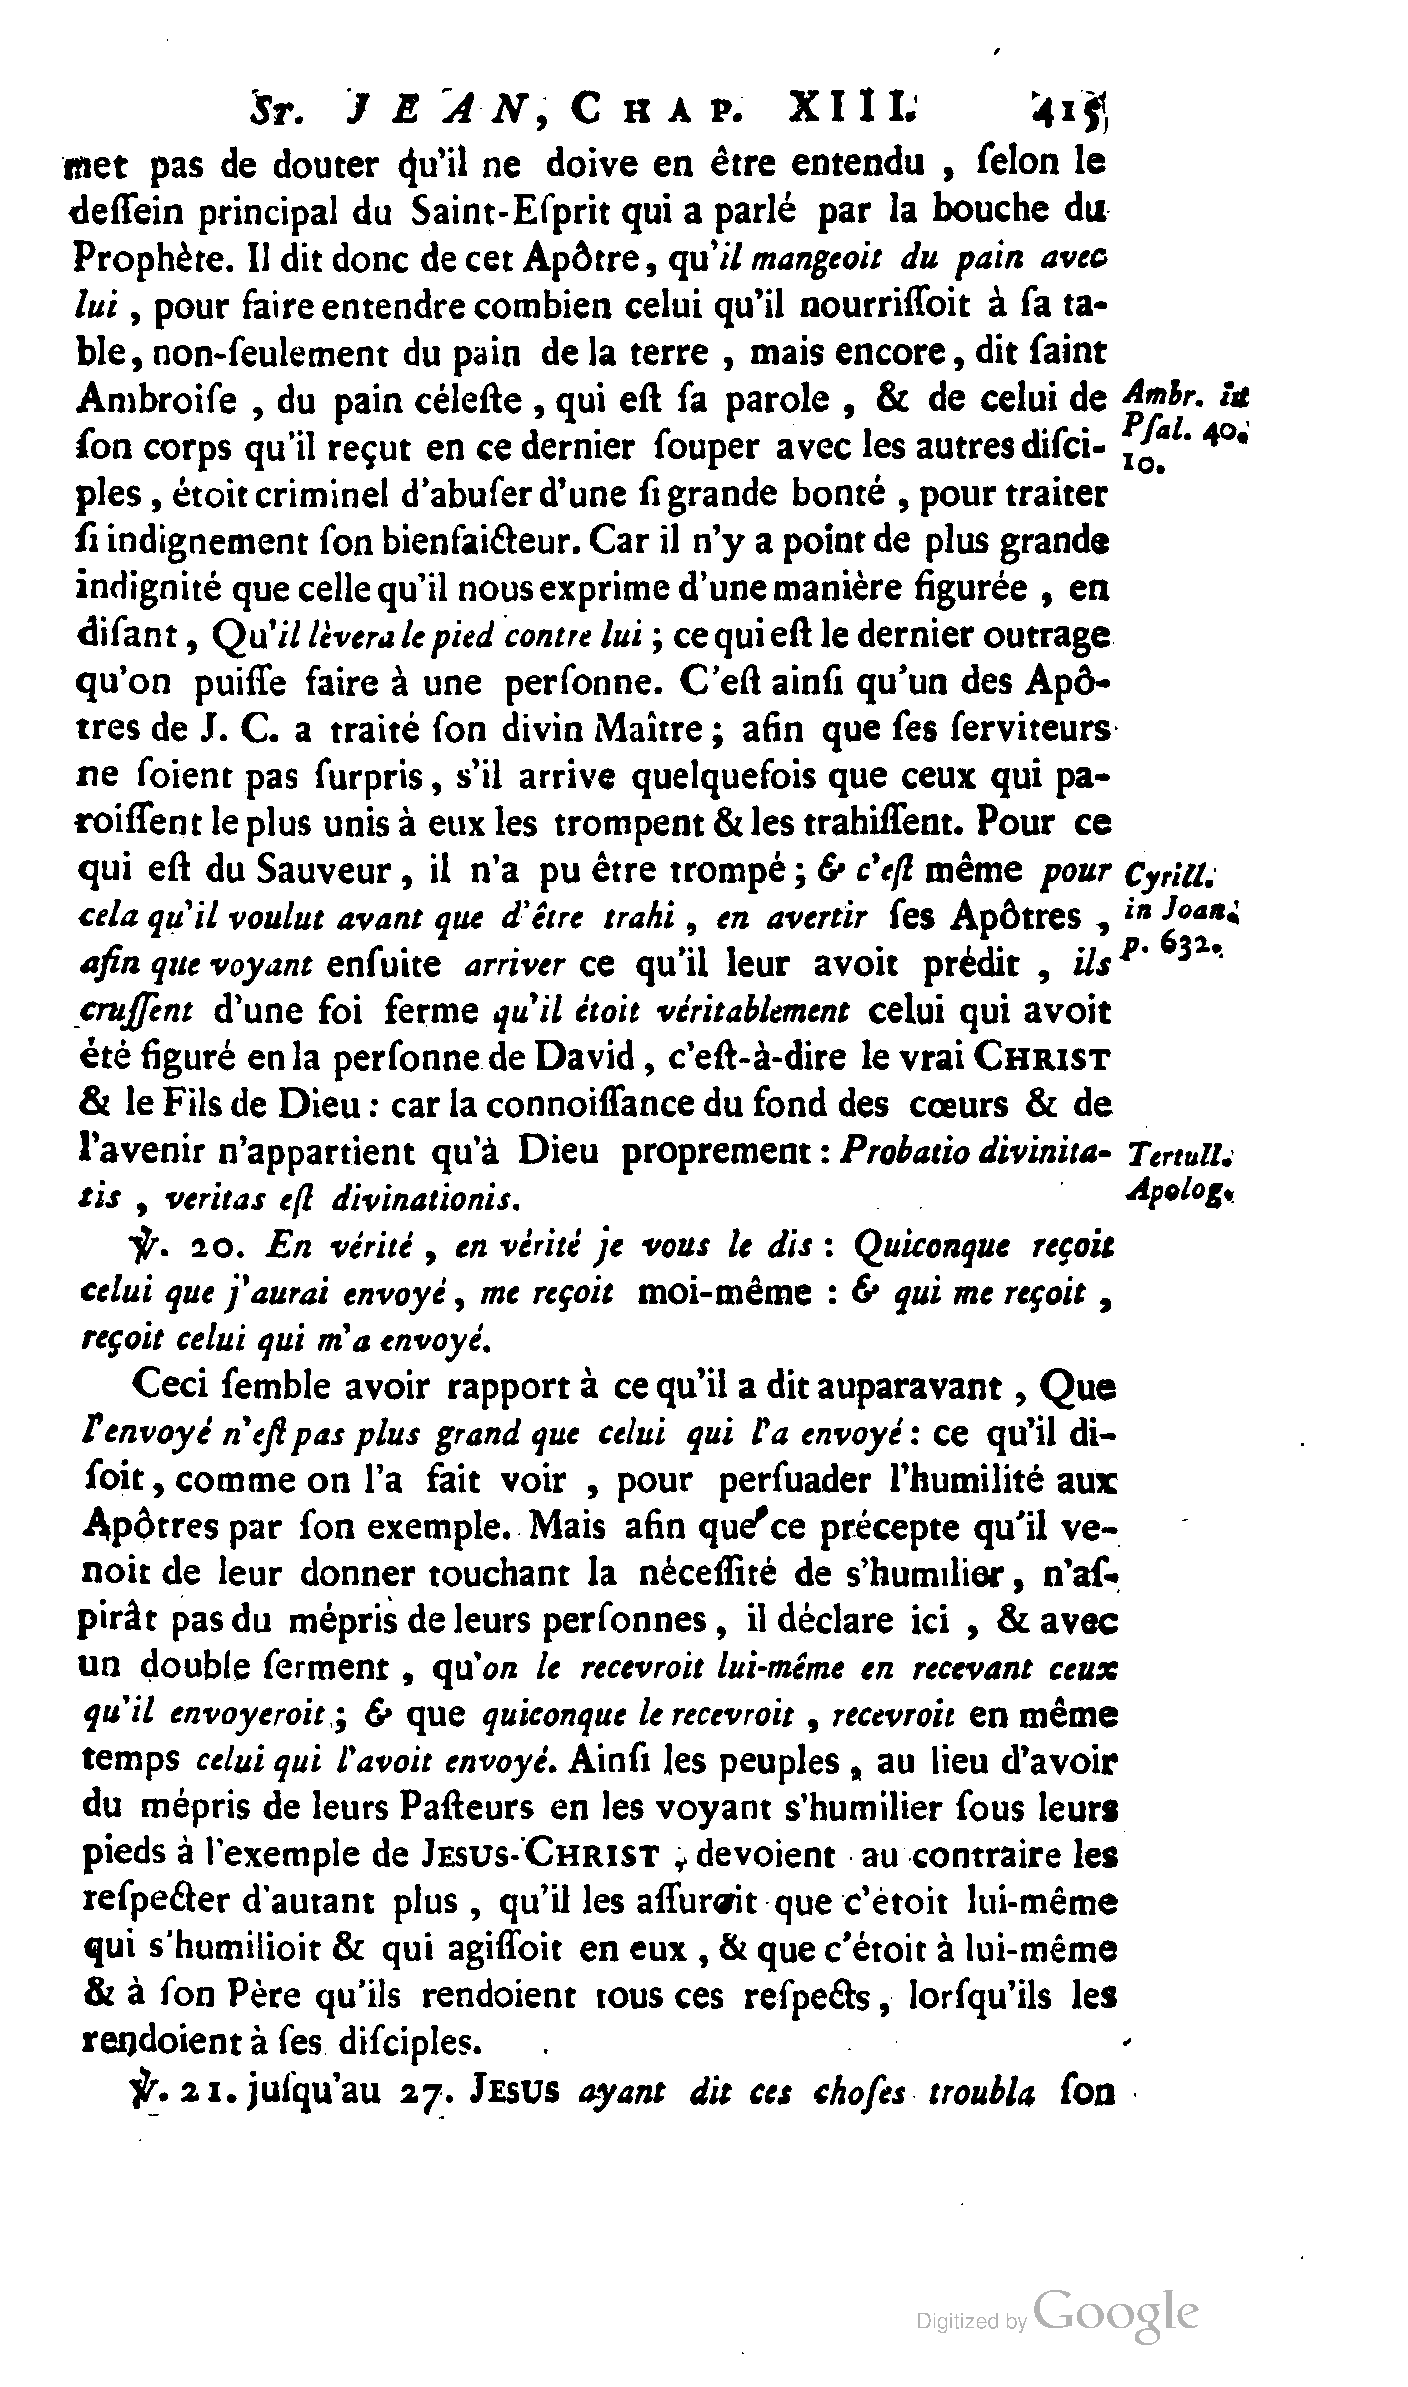 St. JEAN, CHAP. XIII. 415
met pas de douter qu'il ne doive en être entendu , ſelon le
deſſein principal du Saint-Eſprit qui a parlé par la bouche du
Prophète. Il dit donc de cet Apôtre, qu'il mangeoit du pain avec
lui , pour faire entendre combien celui qu'il nourriſſoit à ſa ta-
ble, non-ſeulement du pain de la terre , mais encore, dit ſaint
Ambroiſe , du pain céleſte , qui eſt ſa parole , & de celui de
ſon corps qu'il reçut en ce dernier ſouper avec les autres diſci-
ples , étoit criminel d'abuſer d'une ſi grande bonté , pour traiter
ſi indignement ſon bienfaicteur. Car il n'y a point de plus grande
indignité que celle qu'il nous exprime d'une manière figurée , en
diſant , Qu'il lèvera le pied contre lui ; ce qui eſt le dernier outrage
qu'on puiſſe faire à une perſonne. C'eſt ainſi qu'un des Apô-
tres de J. C. a traité ſon divin Maître ; afin que ſes ſerviteurs
ne ſoient pas ſurpris, s'il arrive quelquefois que ceux qui pa-
roiſſent le plus unis à eux les trompent & les trahiſſent. Pour ce
qui eſt du Sauveur , il n'a pu être trompé ; & c'eſt même pour
cela qu'il voulut avant que d'être trahi , en avertir ſes Apôtres ,
afin que voyant enſuite arriver ce qu'il leur avoit prédit , ils
cruſſent d'une foi ferme qu'il étoit véritablement celui qui avoit
été figuré en la perſonne de David , c'eſt-à-dire le vrai CHRIST
& le Fils de Dieu : car la connoiſſance du fond des cœurs & de
l'avenir n'appartient qu'à Dieu proprement : Probatio divinita-
tis , veritas eſt divinationis.
Ambr. in
Pſal. 40.
10.
Cyrill.
in Joan.
p. 632.
Tertull.
Apolog.
℣. 20. En vérité , en vérité je vous le dis : Quiconque reçoit
celui que j'aurai envoyé, me reçoit moi-même : & qui me reçoit ,
reçoit celui qui m'a envoyé.
Ceci ſemble avoir rapport à ce qu'il a dit auparavant , Que
l'envoyé n'eſt pas plus grand que celui qui l'a envoyé : ce qu'il di-
ſoit, comme on l'a fait voir , pour perſuader l'humilité aux
Apôtres par ſon exemple. Mais afin que ce précepte qu'il ve-
noit de leur donner touchant la néceſſité de s'humilier, n'aſ-
pirât pas du mépris de leurs perſonnes, il déclare ici , & avec
un double ſerment , qu'on le recevroit lui-même en recevant ceux
qu'il envoyeroit ; & que quiconque le recevroit , recevroit en même
temps celui qui l'avoit envoyé. Ainſi les peuples , au lieu d'avoir
du mépris de leurs Paſteurs en les voyant s'humilier ſous leurs
pieds à l'exemple de JESUS-CHRIST , devoient au contraire les
reſpecter d'autant plus , qu'il les aſſuroit que c'étoit lui-même
qui s'humilioit & qui agiſſoit en eux , & que c'étoit à lui-même
& à ſon Père qu'ils rendoient tous ces reſpects, lorſqu'ils les
rendoient à ſes diſciples.
℣. 21. juſqu'au 27. JESUS ayant dit ces choſes troubla ſon
Digitized by Google